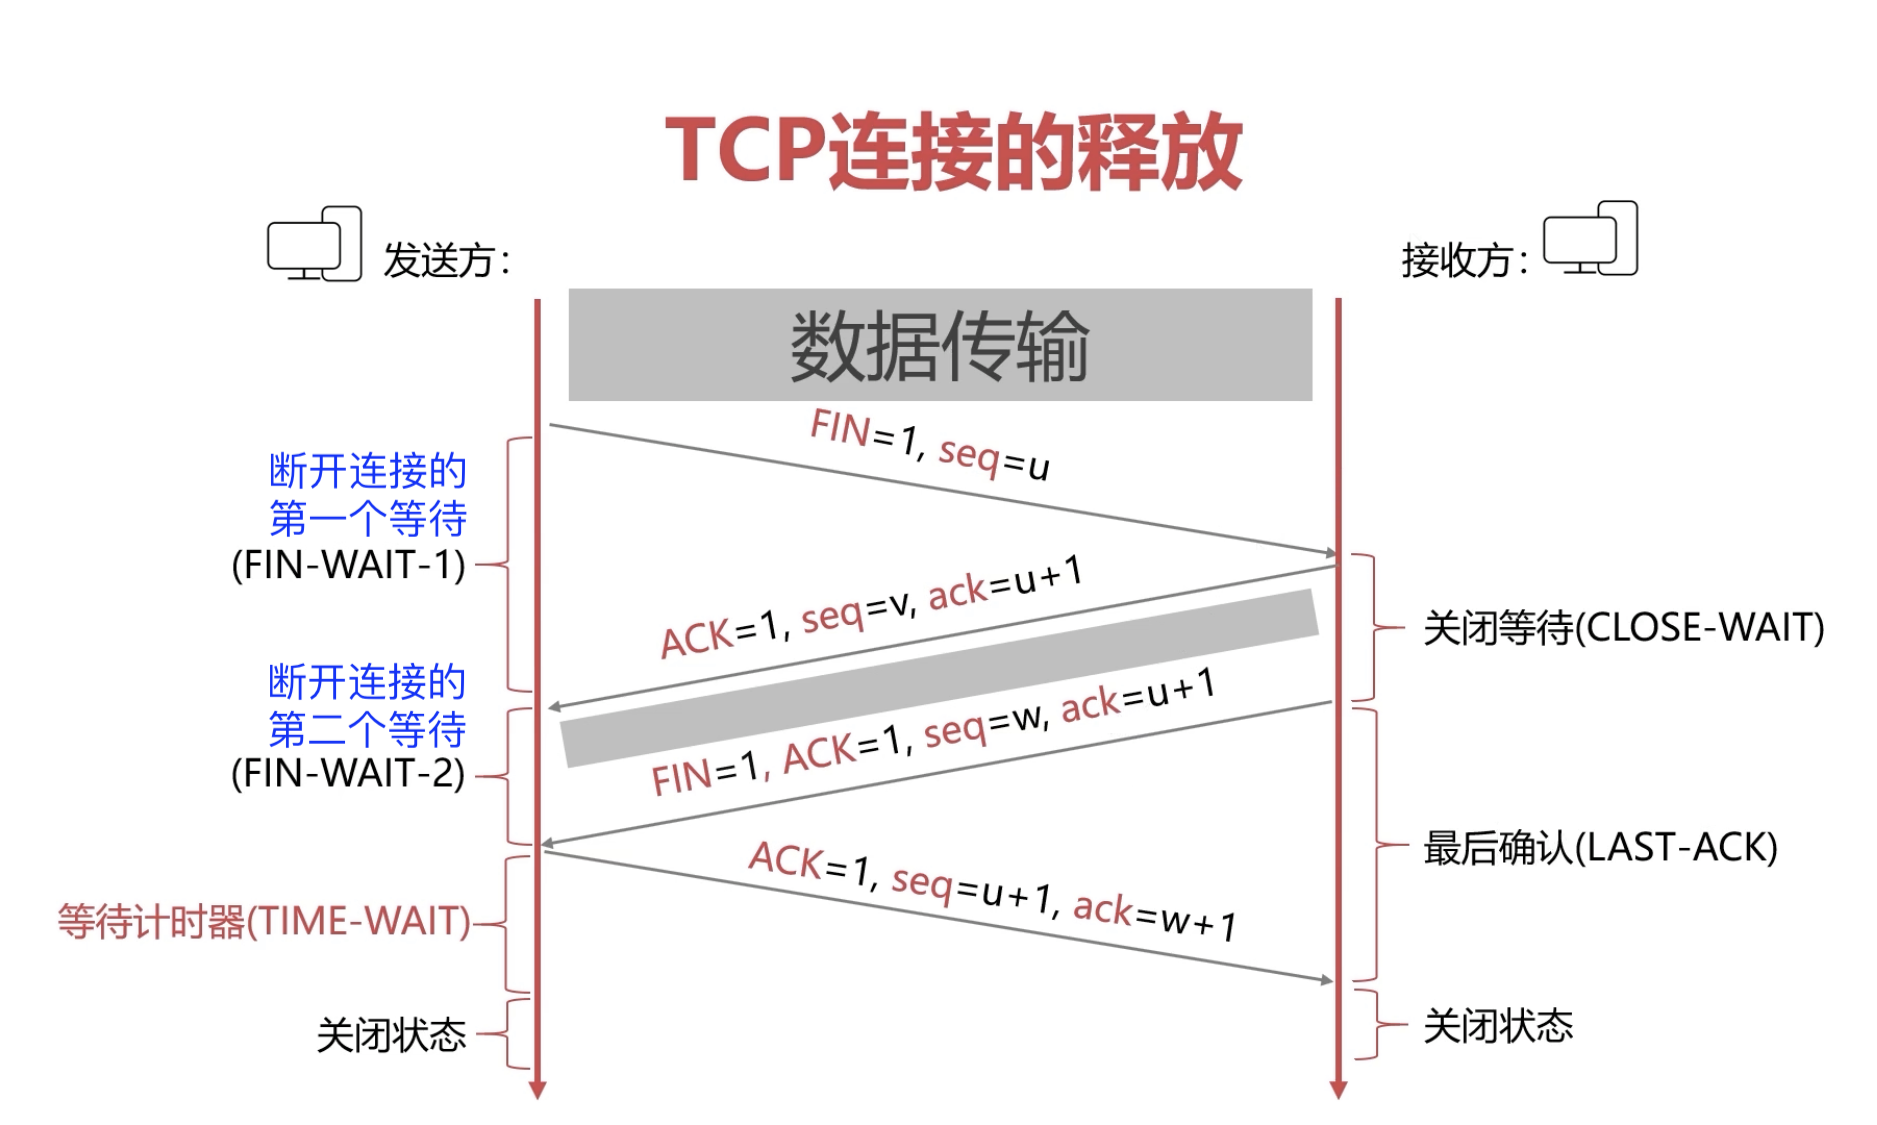 TCP连接的释放
发送方：
接收方：
数据传输
FIN=1, seq=u
断开连接的
第一个等待
(FIN-WAIT-1)
ACK=1, seq=v, ack=u+1
关闭等待(CLOSE-WAIT)
断开连接的
第二个等待
(FIN-WAIT-2)
FIN=1, ACK=1, seq=w, ack=u+1
最后确认(LAST-ACK)
ACK=1, seq=u+1, ack=w+1
等待计时器(TIME-WAIT)
关闭状态
关闭状态